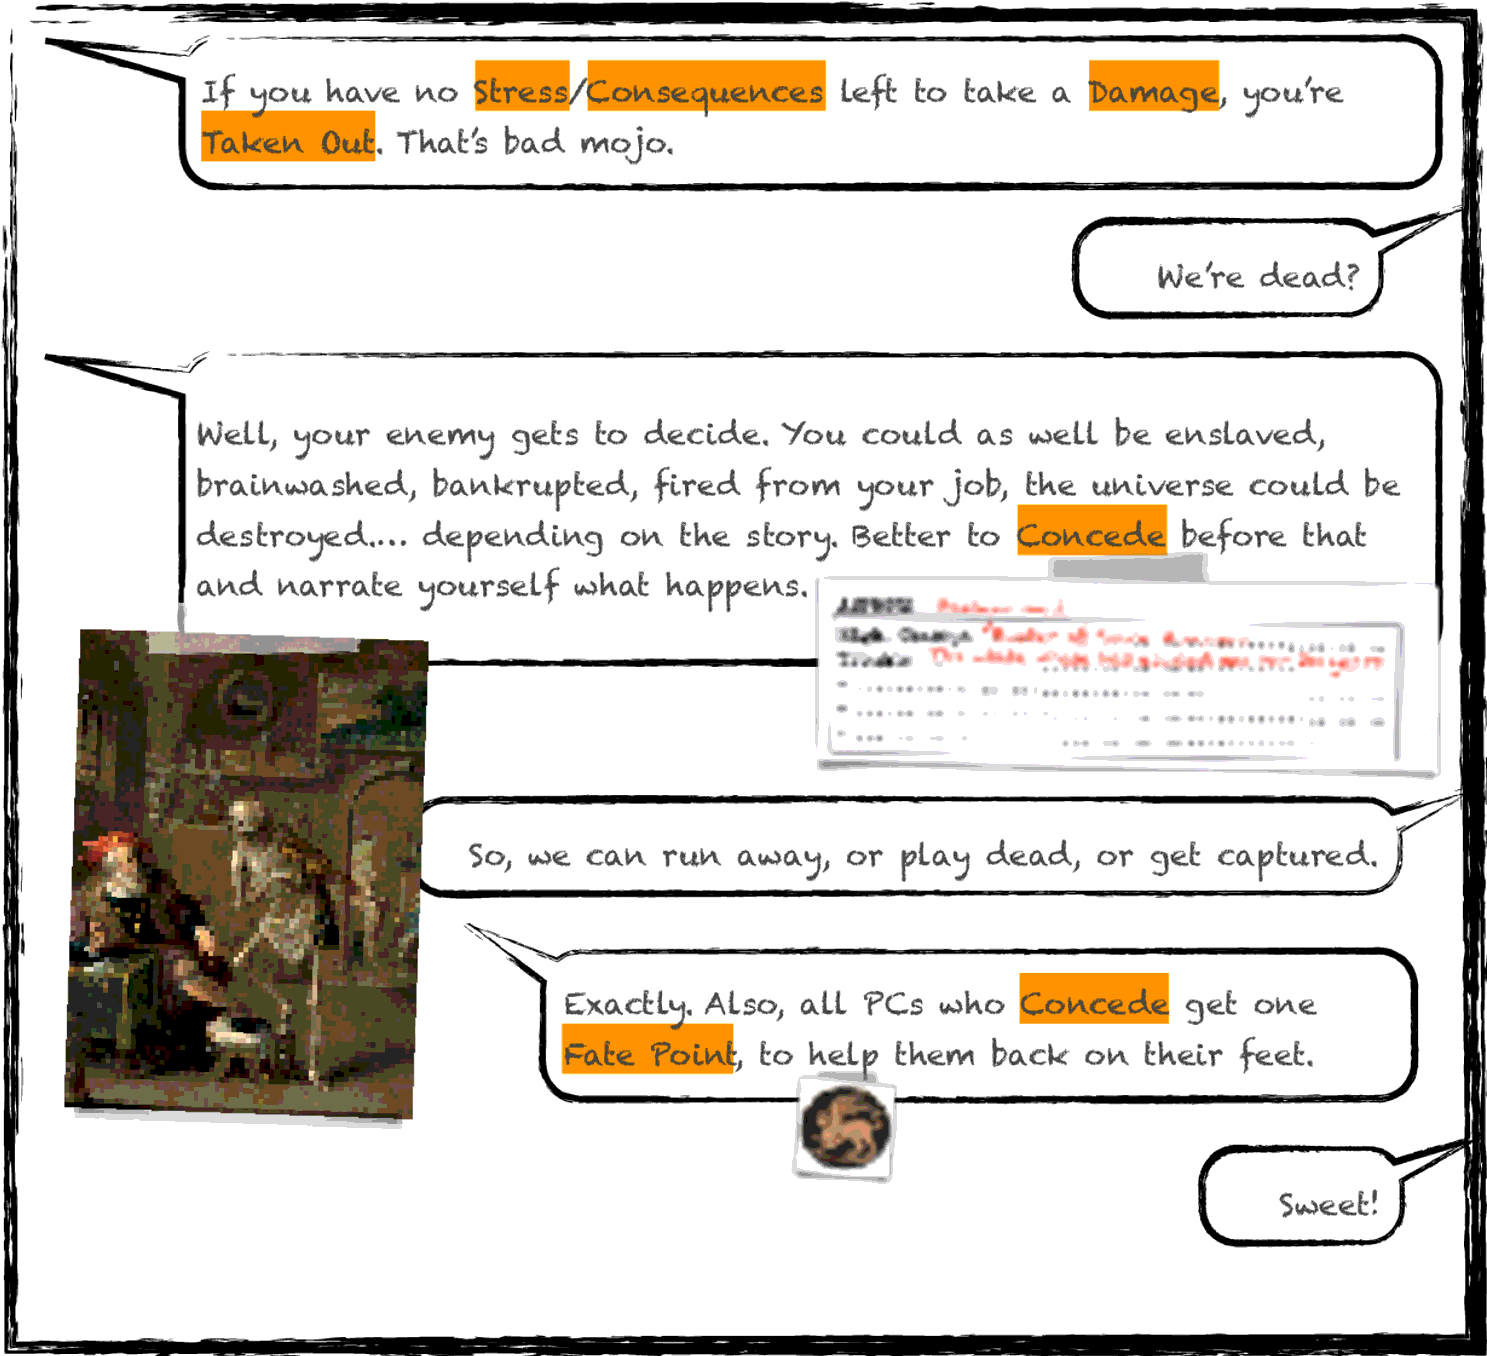 If you have no Stress/Consequences left to take a Damage, you're
Taken Out. That's bad mojo.
We're dead?
Well, your enemy gets to decide. You could as well be enslaved,
brainwashed, bankrupted, fired from your job, the universe could be
destroyed.... depending on the story. Better to Concede before that
and narrate yourself what happens.
So, we can run away, or play dead, or get captured.
Exactly. Also, all PCs who Concede get one
Fate Point, to help them back on their feet.
Sweet!